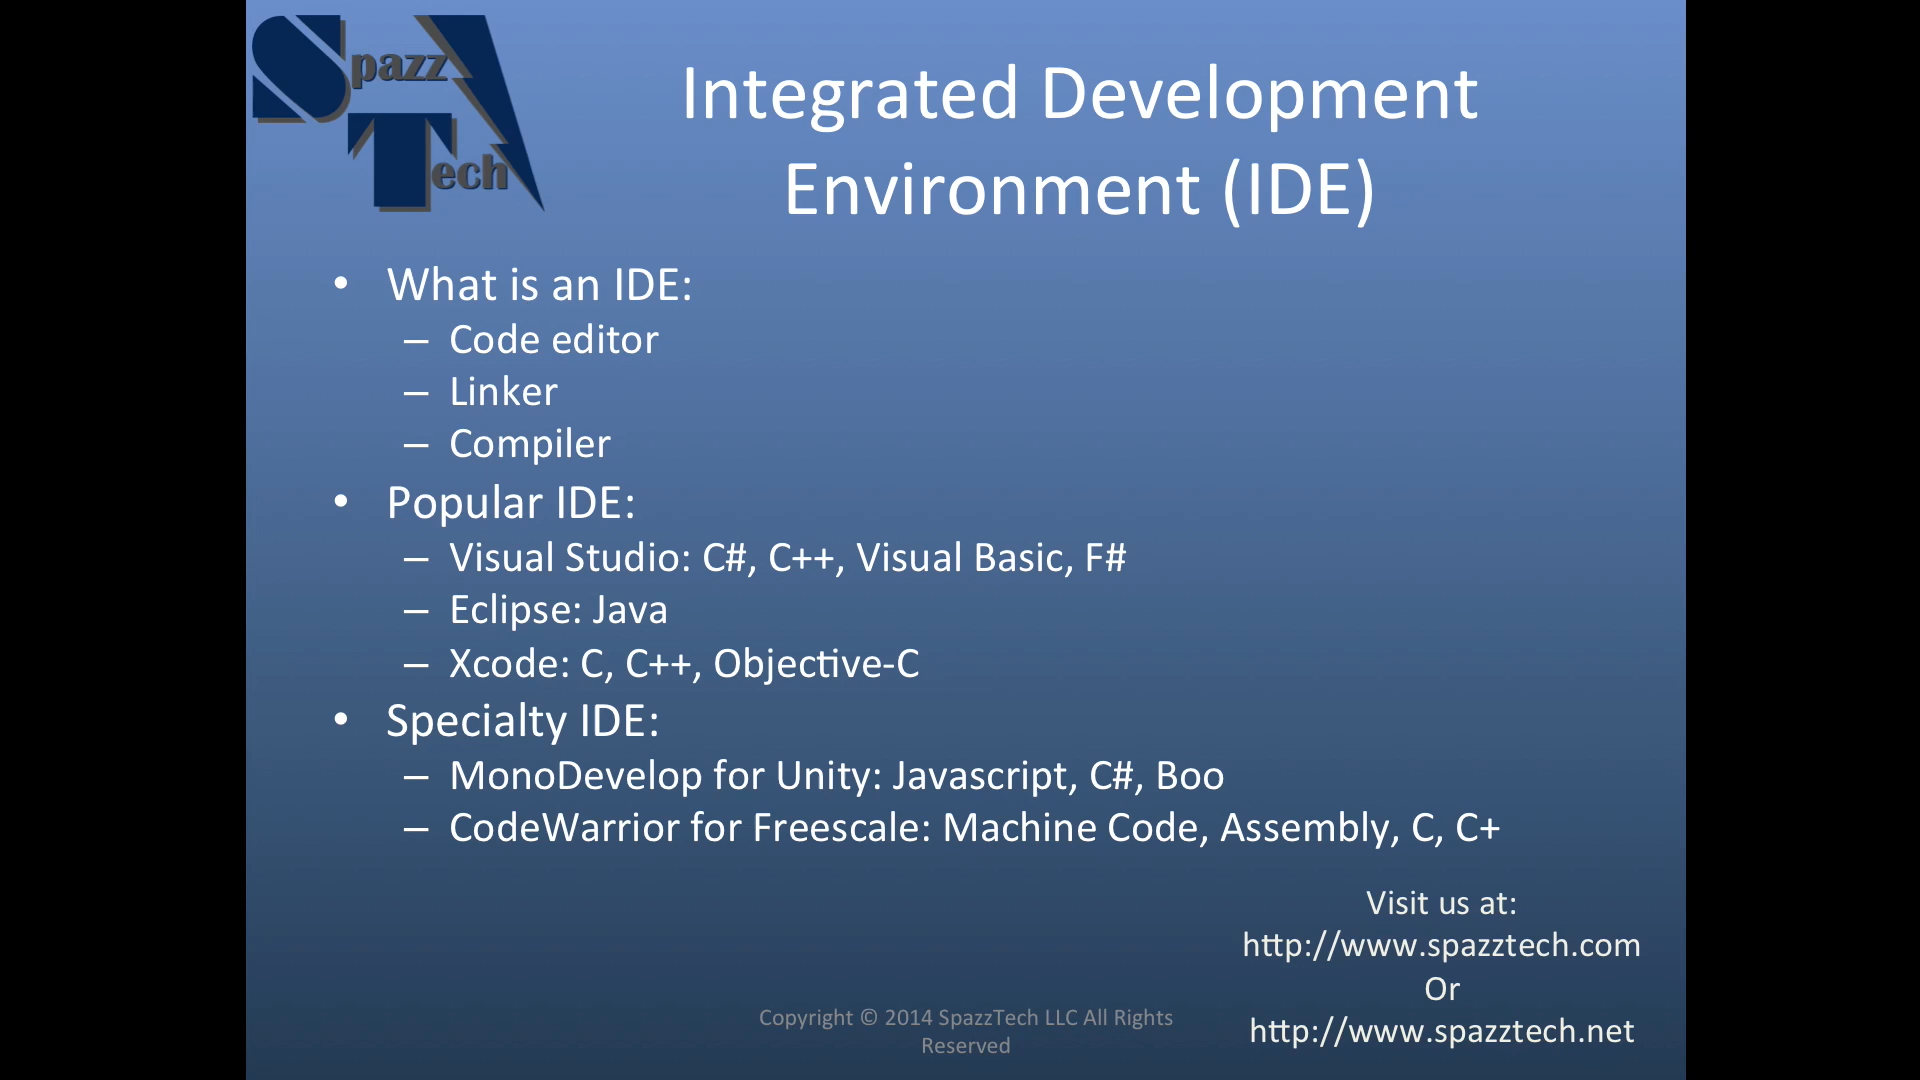 Spazz
Tech
Integrated Development
Environment (IDE)
• What is an IDE:
– Code editor
– Linker
– Compiler
• Popular IDE:
– Visual Studio: C#, C++, Visual Basic, F#
– Eclipse: Java
– Xcode: C, C++, Objective-C
• Specialty IDE:
– MonoDevelop for Unity: Javascript, C#, Boo
– CodeWarrior for Freescale: Machine Code, Assembly, C, C+
Visit us at:
http://www.spazztech.com
Or
http://www.spazztech.net
Copyright © 2014 SpazzTech LLC All Rights
Reserved